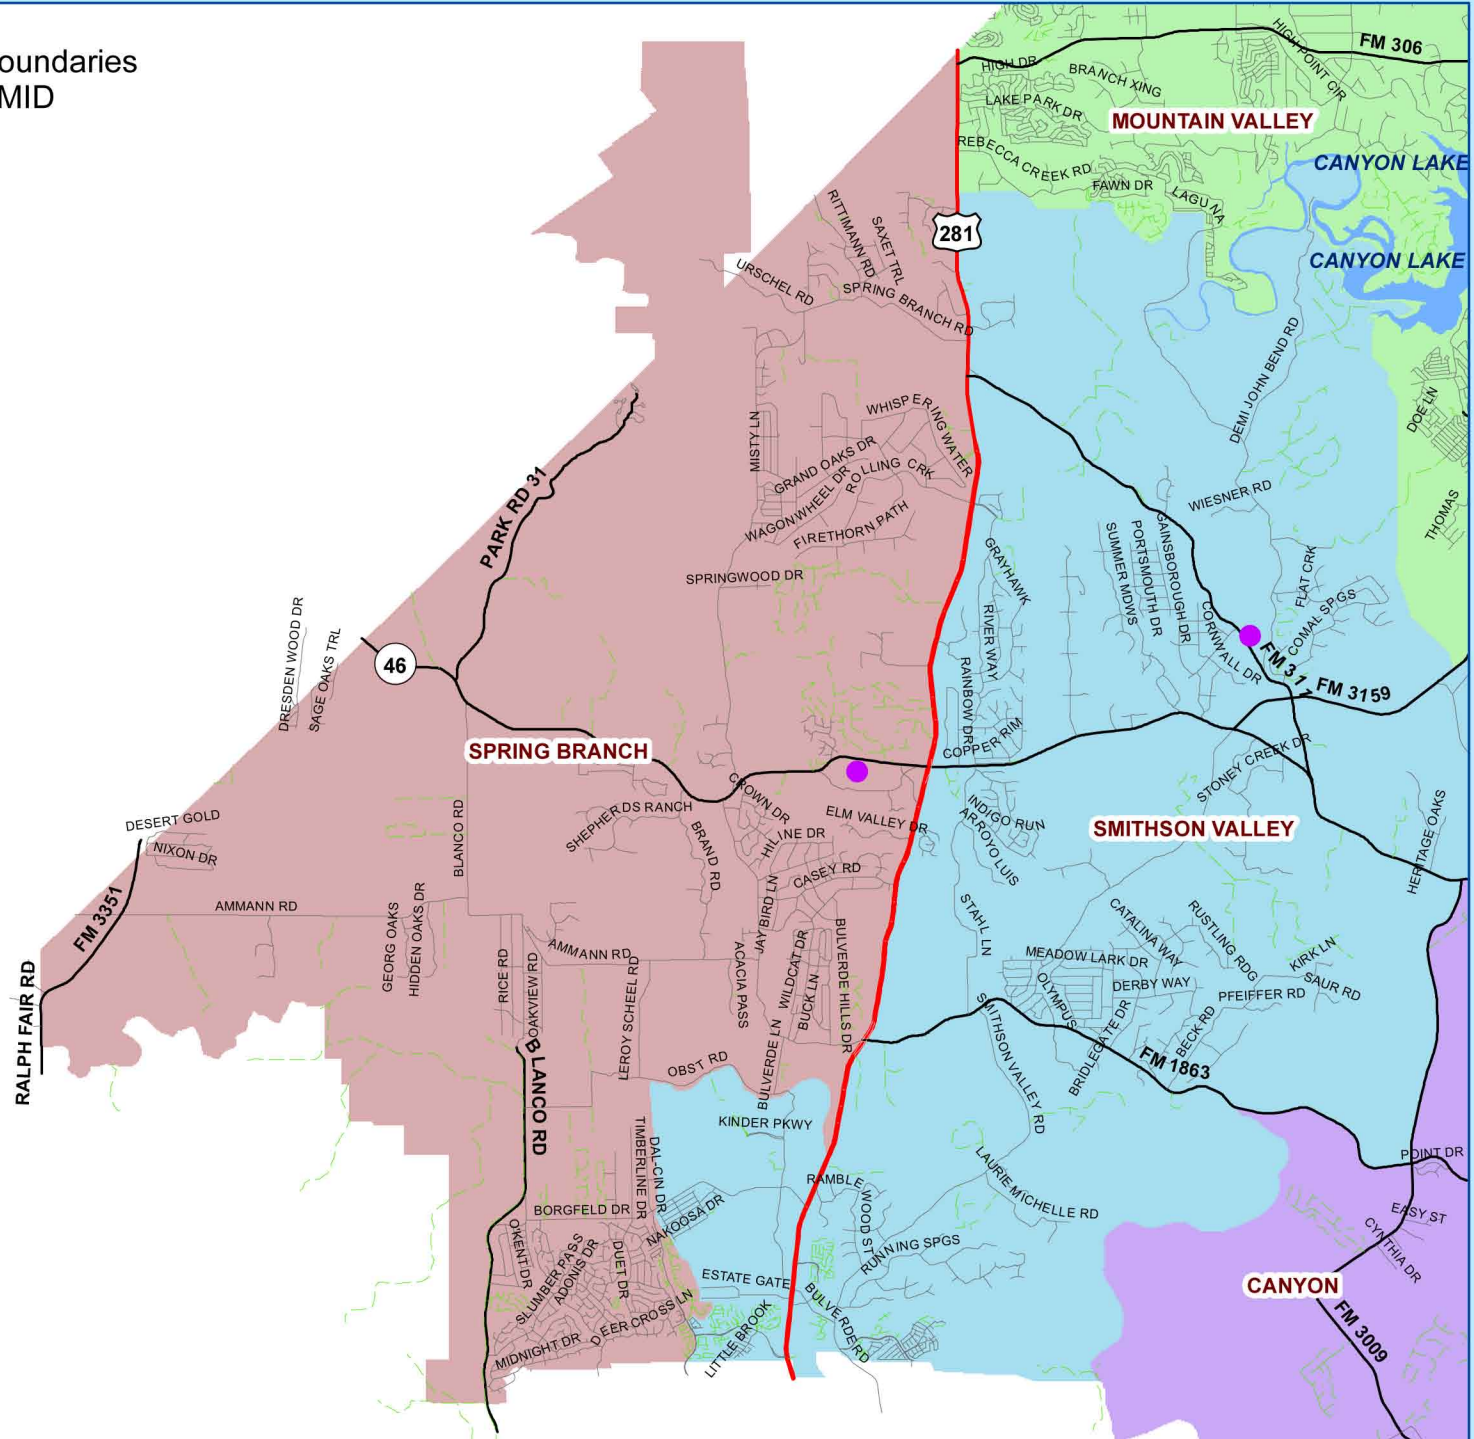 oundaries
MID
FM 306
HIGH DR
HIGH POINT CIR
BRANCH XING
LAKE PARK DR
MOUNTAIN VALLEY
REBECCA CREEK RD
CANYON LAKE
FAWN DR
LAGUNA
RITTIMANN RD
SAXET TRL
281
URSCHEL RD
SPRING BRANCH RD
CANYON LAKE
DEMI JOHN BEND RD
DOE LN
WHISPERING WATER
MISTY LN
GRAND OAKS DR
ROLLING CRK
WAGONWHEEL DR
FIRETHORN PATH
PARK RD 31
WIESNER RD
THOMAS
SPRINGWOOD DR
GRAYHAWK
SUMMER MDWS
PORTSMOUTH DR
GAINSBOROUGH DR
FLAT CRK
COMAL SPGS
CORNWALL DR
RIVER WAY
RAINBOW DR
DRESDEN WOOD DR
SAGE OAKS TRL
46
FM 311
FM 3159
SPRING BRANCH
COPPER RIM
STONEY CREEK DR
CROWN DR
SHEPHERDS RANCH
BRAND RD
HILINE DR
ELM VALLEY DR
INDIGO RUN
ARROYO LUIS
SMITHSON VALLEY
HERITAGE OAKS
DESERT GOLD
NIXON DR
BLANCO RD
CASEY RD
FM 3351
AMMANN RD
GEORG OAKS
HIDDEN OAKS DR
RICE RD
OAKVIEW RD
AMMANN RD
LEROY SCHEEL RD
ACACIA PASS
JAY BIRD LN
WILDCAT DR
BUCK LN
BULVERDE HILLS DR
STAHL LN
MEADOW LARK DR
CATALINA WAY
RUSTLING RDG
KIRK LN
SAUR RD
DERBY WAY
PFEIFFER RD
OLYMPUS
BRIDLEGATE DR
BECK RD
RALPH FAIR RD
BLANCO RD
OBST RD
BULVERDE LN
SMITHSON VALLEY RD
FM 1863
KINDER PKWY
TIMBERLINE DR
DAL-CIN DR
POINT DR
RAMBLE WOOD ST
LAURIE MICHELLE RD
BORGFELD DR
NAKOOSA DR
EASY ST
CYNTHIA DR
O'KENT DR
SLUMBER PASS
ADONIS DR
DUET DR
RUNNING SPGS
ESTATE GATE
CANYON
MIDNIGHT DR
DEER CROSS LN
LITTLE BROOK
BULVERDE RD
FM 3009